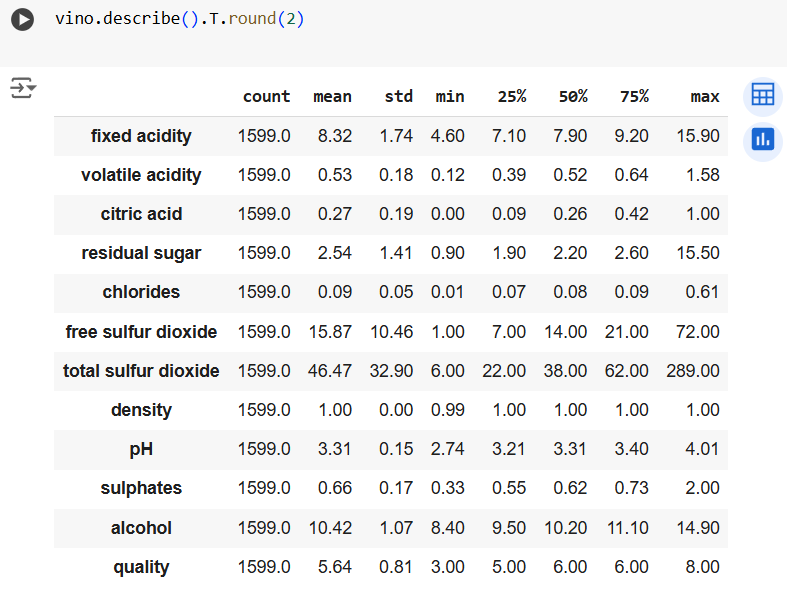 vino.describe().T.round(2)
count mean std min 25% 50% 75% max
fixed acidity 1599.0 8.32 1.74 4.60 7.10 7.90 9.20 15.90
volatile acidity 1599.0 0.53 0.18 0.12 0.39 0.52 0.64 1.58
citric acid 1599.0 0.27 0.19 0.00 0.09 0.26 0.42 1.00
residual sugar 1599.0 2.54 1.41 0.90 1.90 2.20 2.60 15.50
chlorides 1599.0 0.09 0.05 0.01 0.07 0.08 0.09 0.61
free sulfur dioxide 1599.0 15.87 10.46 1.00 7.00 14.00 21.00 72.00
total sulfur dioxide 1599.0 46.47 32.90 6.00 22.00 38.00 62.00 289.00
density 1599.0 1.00 0.00 0.99 1.00 1.00 1.00 1.00
pH 1599.0 3.31 0.15 2.74 3.21 3.31 3.40 4.01
sulphates 1599.0 0.66 0.17 0.33 0.55 0.62 0.73 2.00
alcohol 1599.0 10.42 1.07 8.40 9.50 10.20 11.10 14.90
quality 1599.0 5.64 0.81 3.00 5.00 6.00 6.00 8.00